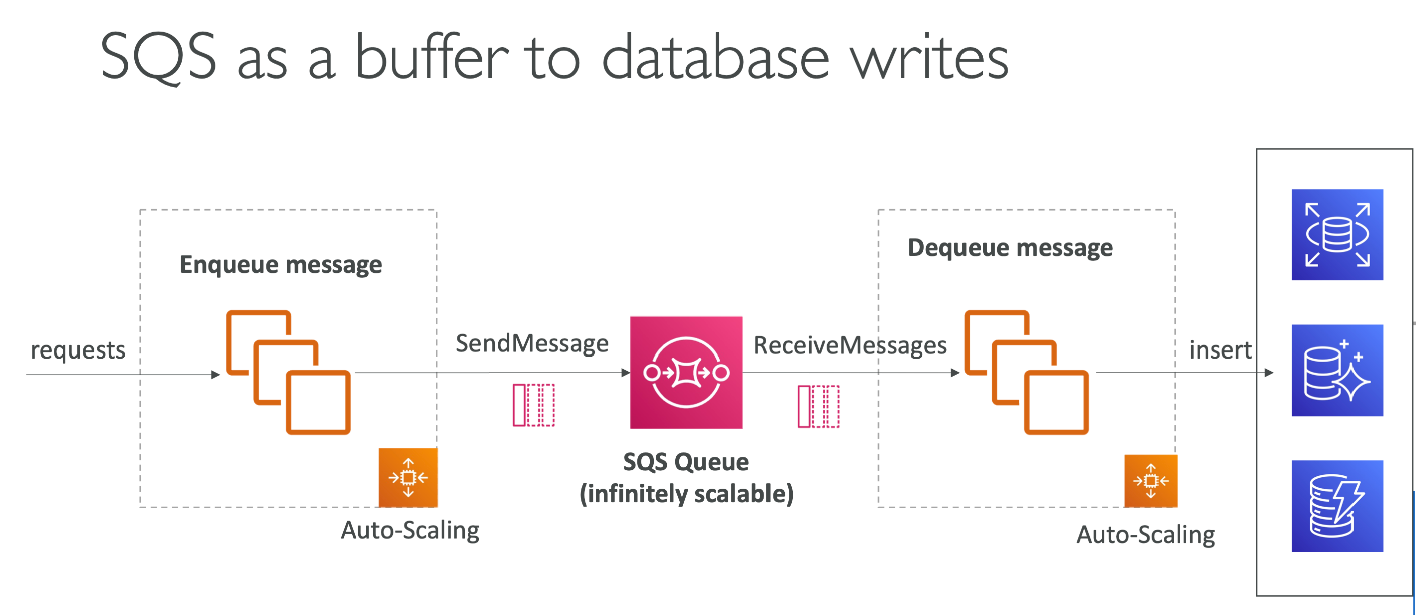 SQS as a buffer to database writes
Enqueue message
Dequeue message
requests
SendMessage
ReceiveMessages
insert
SQS Queue
(infinitely scalable)
Auto-Scaling
Auto-Scaling